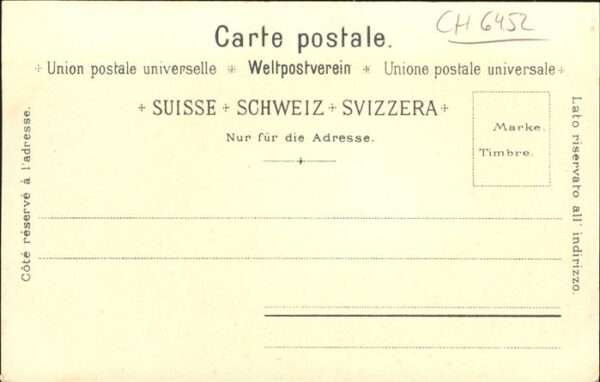 CH 6452
Carte postale.
+ Union postale universelle * Weltpostverein * Unione postale universale +
+ SUISSE + SCHWEIZ + SVIZZERA +
Nur für die Adresse.
Marke.
Timbre.
Côté réservé à l'adresse.
Lato riservato all' indirizzo.